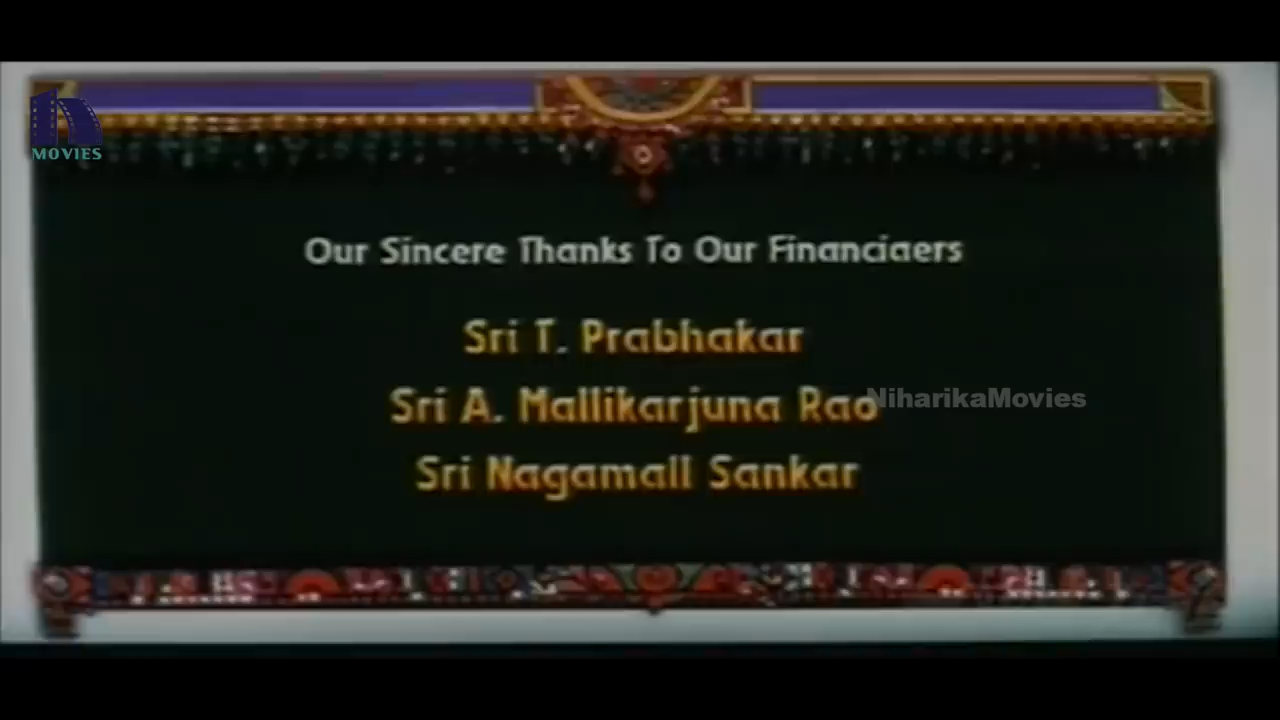 MOVIES
Our Sincere Thanks To Our Financiaers
Sri T. Prabhakar
Sri A. Mallikarjuna Rao
NiharikaMovies
Sri Nagamall Sankar